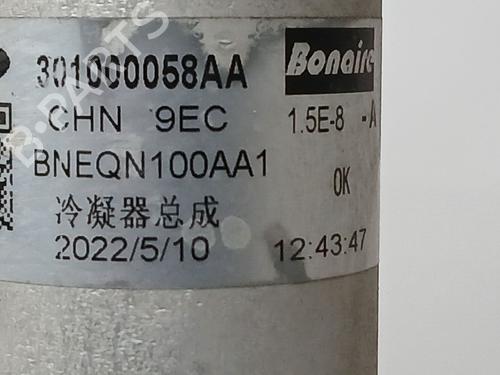 301000058AA Bonaire
CHN 9EC 1.5E-8 -A
BNEQN100AA1
OK
冷凝器总成
2022/5/10 12:43:47
B-PARTS